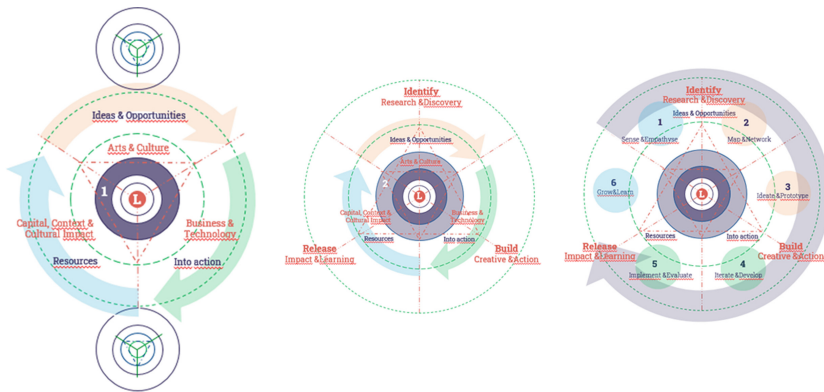 Ideas & Opportunities
Arts & Culture
1
L
Capital, Context &
Cultural Impact
Business &
Technology
Resources
Into action
Identify
Research &Discovery
Ideas & Opportunities
Arts & Culture
2
L
Capital, Context &
Cultural Impact
Business &
Technology
Resources
Into action
Release
Impact &Learning
Build
Creative &Action
Identify
Research &Discovery
Ideas & Opportunities
1
Sense &Empathyse
2
Map &Network
6
Grow&Learn
L
3
Ideate &Prototype
Resources
Into action
Release
Impact &Learning
Build
Creative &Action
5
Implement &Evaluate
4
Iterate &Develop